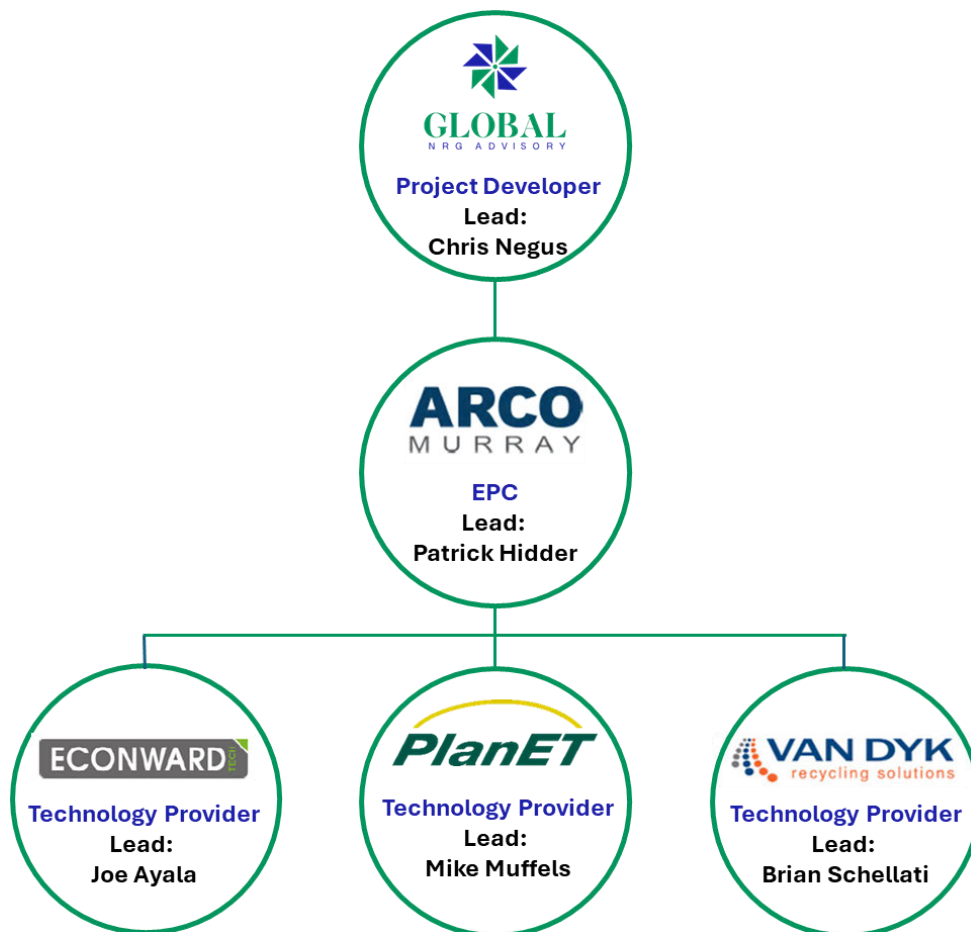 GLOBAL
NRG ADVISORY
Project Developer
Lead:
Chris Negus
ARCO
MURRAY
EPC
Lead:
Patrick Hidder
ECONWARD TECH
Technology Provider
Lead:
Joe Ayala
PlanET
Technology Provider
Lead:
Mike Muffels
VAN DYK
recycling solutions
Technology Provider
Lead:
Brian Schellati